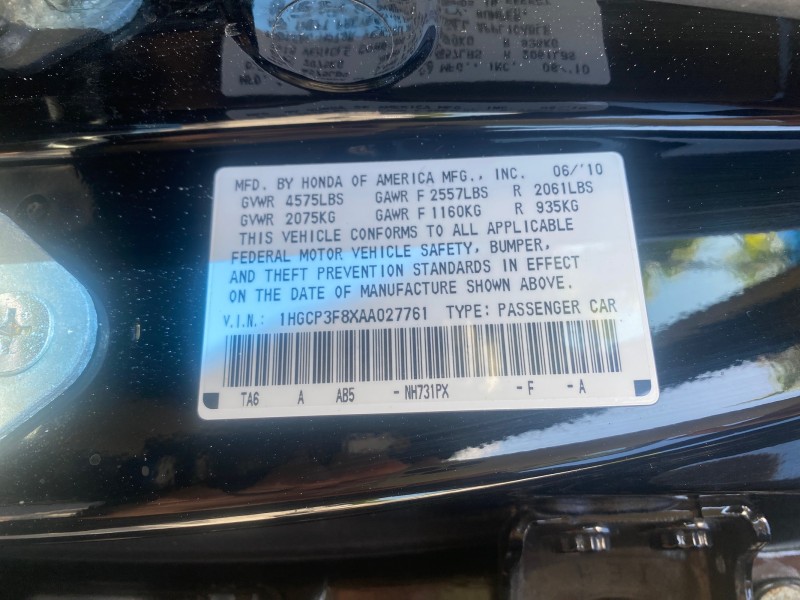 MFD. BY HONDA OF AMERICA MFG., INC. 06/'10
GVWR 4575LBS GAWR F 2557LBS R 2061LBS
GVWR 2075KG GAWR F 1160KG R 935KG
THIS VEHICLE CONFORMS TO ALL APPLICABLE
FEDERAL MOTOR VEHICLE SAFETY, BUMPER,
AND THEFT PREVENTION STANDARDS IN EFFECT
ON THE DATE OF MANUFACTURE SHOWN ABOVE.
V.I.N.: 1HGCP3F8XAA027761 TYPE: PASSENGER CAR
TA6 A A85 -NH731PX -F -A